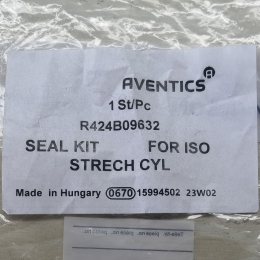 AVENTICS
1 St/Pc
R424B09632
SEAL KIT FOR ISO
STRECH CYL
Made in Hungary 0670 15994502 23W02